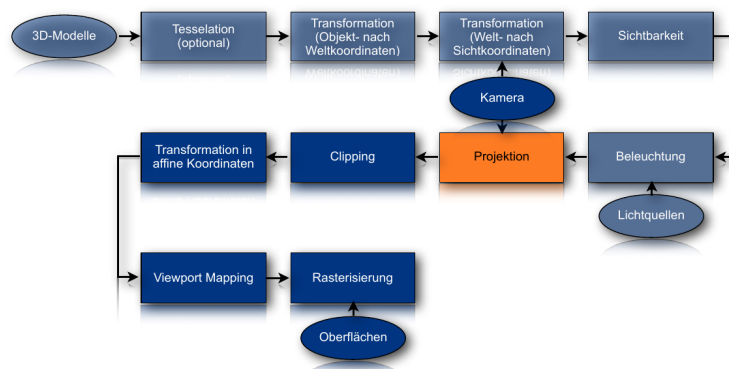 3D-Modelle
Tesselation
(optional)
Transformation
(Objekt- nach
Weltkoordinaten)
Transformation
(Welt- nach
Sichtkoordinaten)
Sichtbarkeit
Kamera
Transformation in
affine Koordinaten
Clipping
Projektion
Beleuchtung
Lichtquellen
Viewport Mapping
Rasterisierung
Oberflächen